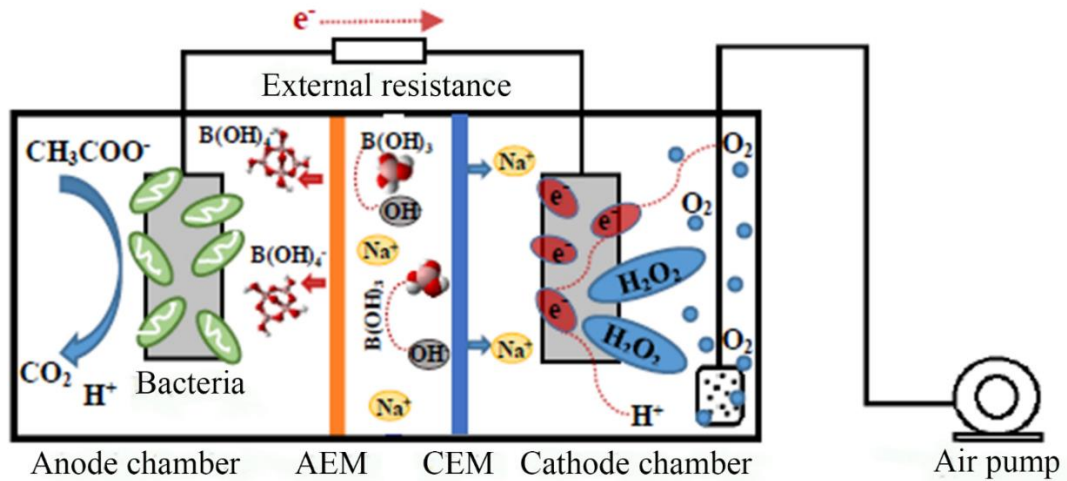 e⁻
External resistance
B(OH)₄⁻
B(OH)₃
O₂
CH₃COO⁻
Na⁺
e⁻
OH
e⁻
O₂
Na⁺
e⁻
B(OH)₄⁻
H₂O₂
B(OH)₃
e⁻
H₂O₂
OH
Na⁺
O₂
CO₂
H⁺
Bacteria
Na⁺
H⁺
Anode chamber
AEM
CEM
Cathode chamber
Air pump